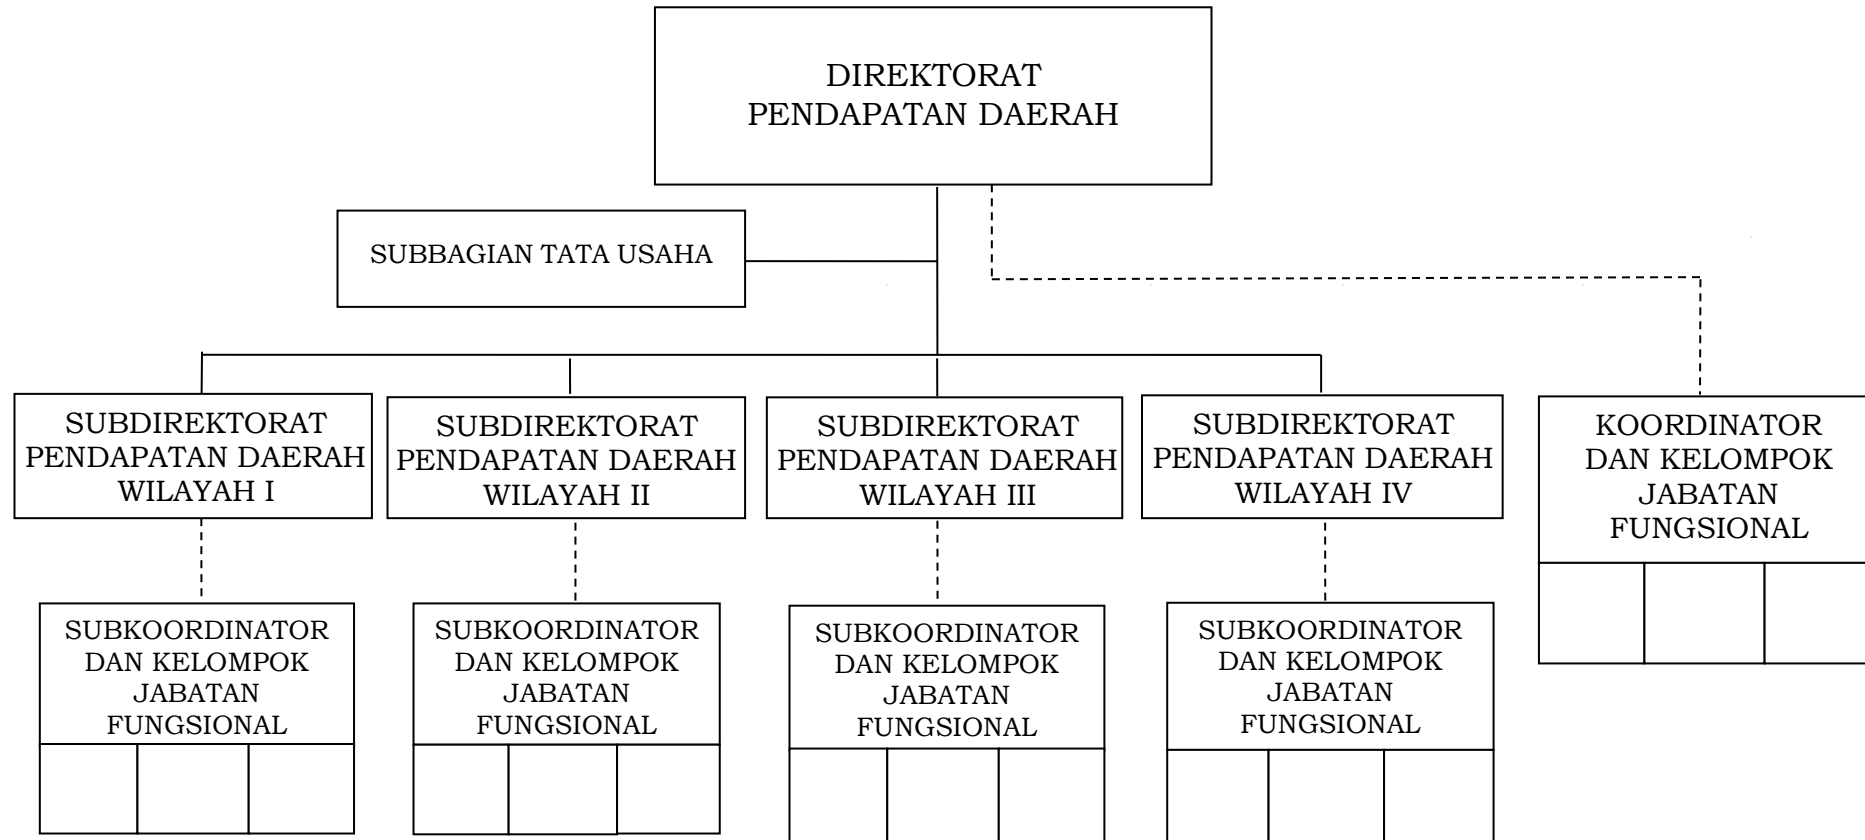 DIREKTORAT
PENDAPATAN DAERAH
SUBBAGIAN TATA USAHA
SUBDIREKTORAT
PENDAPATAN DAERAH
WILAYAH I
SUBDIREKTORAT
PENDAPATAN DAERAH
WILAYAH II
SUBDIREKTORAT
PENDAPATAN DAERAH
WILAYAH III
SUBDIREKTORAT
PENDAPATAN DAERAH
WILAYAH IV
KOORDINATOR
DAN KELOMPOK
JABATAN
FUNGSIONAL
SUBKOORDINATOR
DAN KELOMPOK
JABATAN
FUNGSIONAL
SUBKOORDINATOR
DAN KELOMPOK
JABATAN
FUNGSIONAL
SUBKOORDINATOR
DAN KELOMPOK
JABATAN
FUNGSIONAL
SUBKOORDINATOR
DAN KELOMPOK
JABATAN
FUNGSIONAL